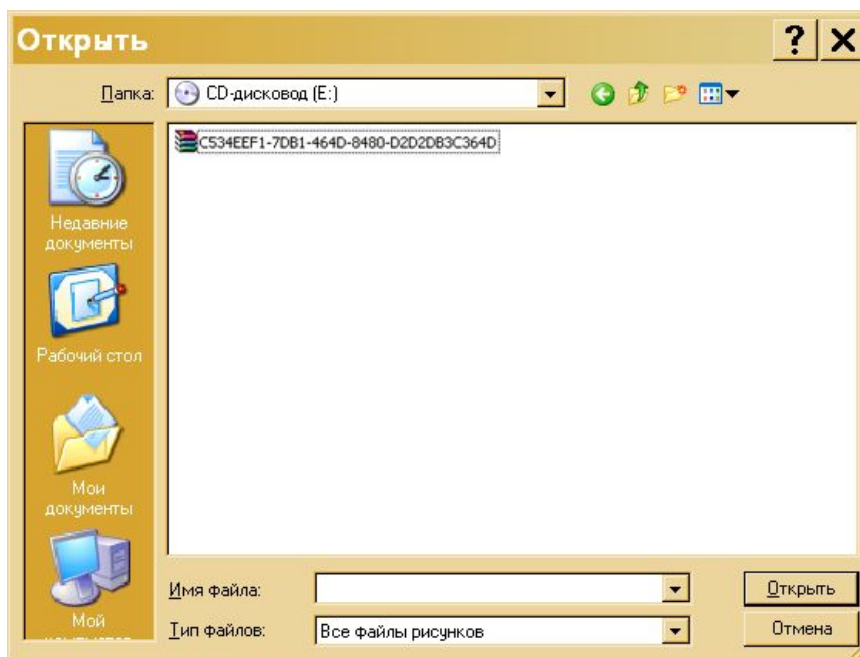 Открыть
Папка: CD-дисковод (E:)
C534EEF1-7DB1-464D-8480-D2D2DB3C364D
Недавние
документы
Рабочий стол
Мои
документы
Мой
Имя файла:
Открыть
Тип файлов: Все файлы рисунков
Отмена